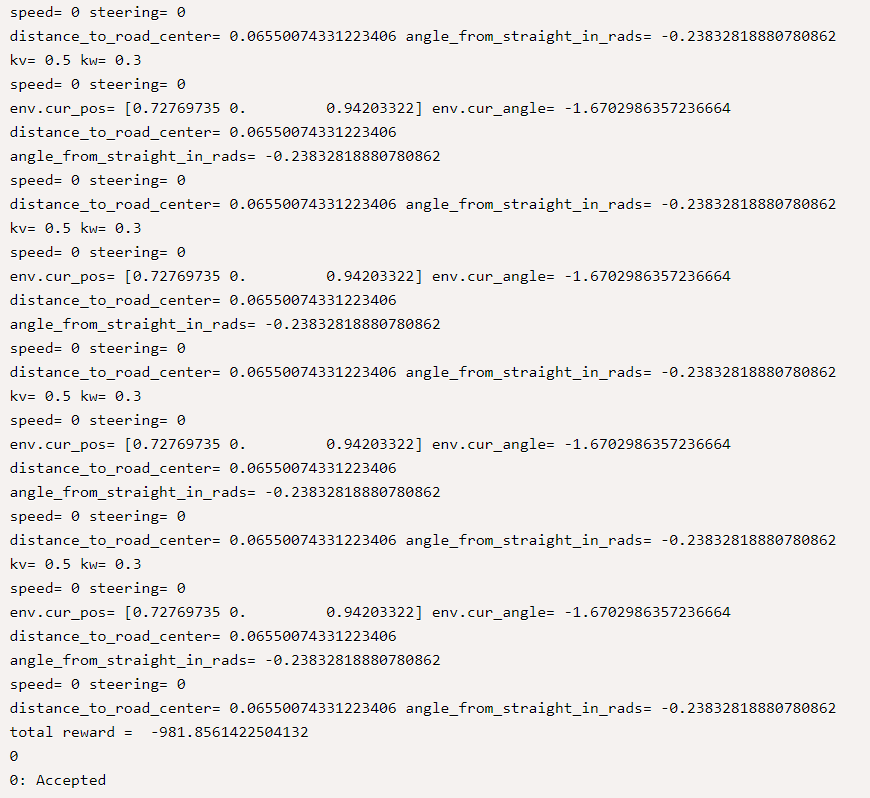 speed= 0 steering= 0
distance_to_road_center= 0.06550074331223406 angle_from_straight_in_rads= -0.23832818880780862
kv= 0.5 kw= 0.3
speed= 0 steering= 0
env.cur_pos= [0.72769735 0.         0.94203322] env.cur_angle= -1.6702986357236664
distance_to_road_center= 0.06550074331223406
angle_from_straight_in_rads= -0.23832818880780862
speed= 0 steering= 0
distance_to_road_center= 0.06550074331223406 angle_from_straight_in_rads= -0.23832818880780862
kv= 0.5 kw= 0.3
speed= 0 steering= 0
env.cur_pos= [0.72769735 0.         0.94203322] env.cur_angle= -1.6702986357236664
distance_to_road_center= 0.06550074331223406
angle_from_straight_in_rads= -0.23832818880780862
speed= 0 steering= 0
distance_to_road_center= 0.06550074331223406 angle_from_straight_in_rads= -0.23832818880780862
kv= 0.5 kw= 0.3
speed= 0 steering= 0
env.cur_pos= [0.72769735 0.         0.94203322] env.cur_angle= -1.6702986357236664
distance_to_road_center= 0.06550074331223406
angle_from_straight_in_rads= -0.23832818880780862
speed= 0 steering= 0
distance_to_road_center= 0.06550074331223406 angle_from_straight_in_rads= -0.23832818880780862
kv= 0.5 kw= 0.3
speed= 0 steering= 0
env.cur_pos= [0.72769735 0.         0.94203322] env.cur_angle= -1.6702986357236664
distance_to_road_center= 0.06550074331223406
angle_from_straight_in_rads= -0.23832818880780862
speed= 0 steering= 0
distance_to_road_center= 0.06550074331223406 angle_from_straight_in_rads= -0.23832818880780862
total reward =  -981.8561422504132
0
0: Accepted